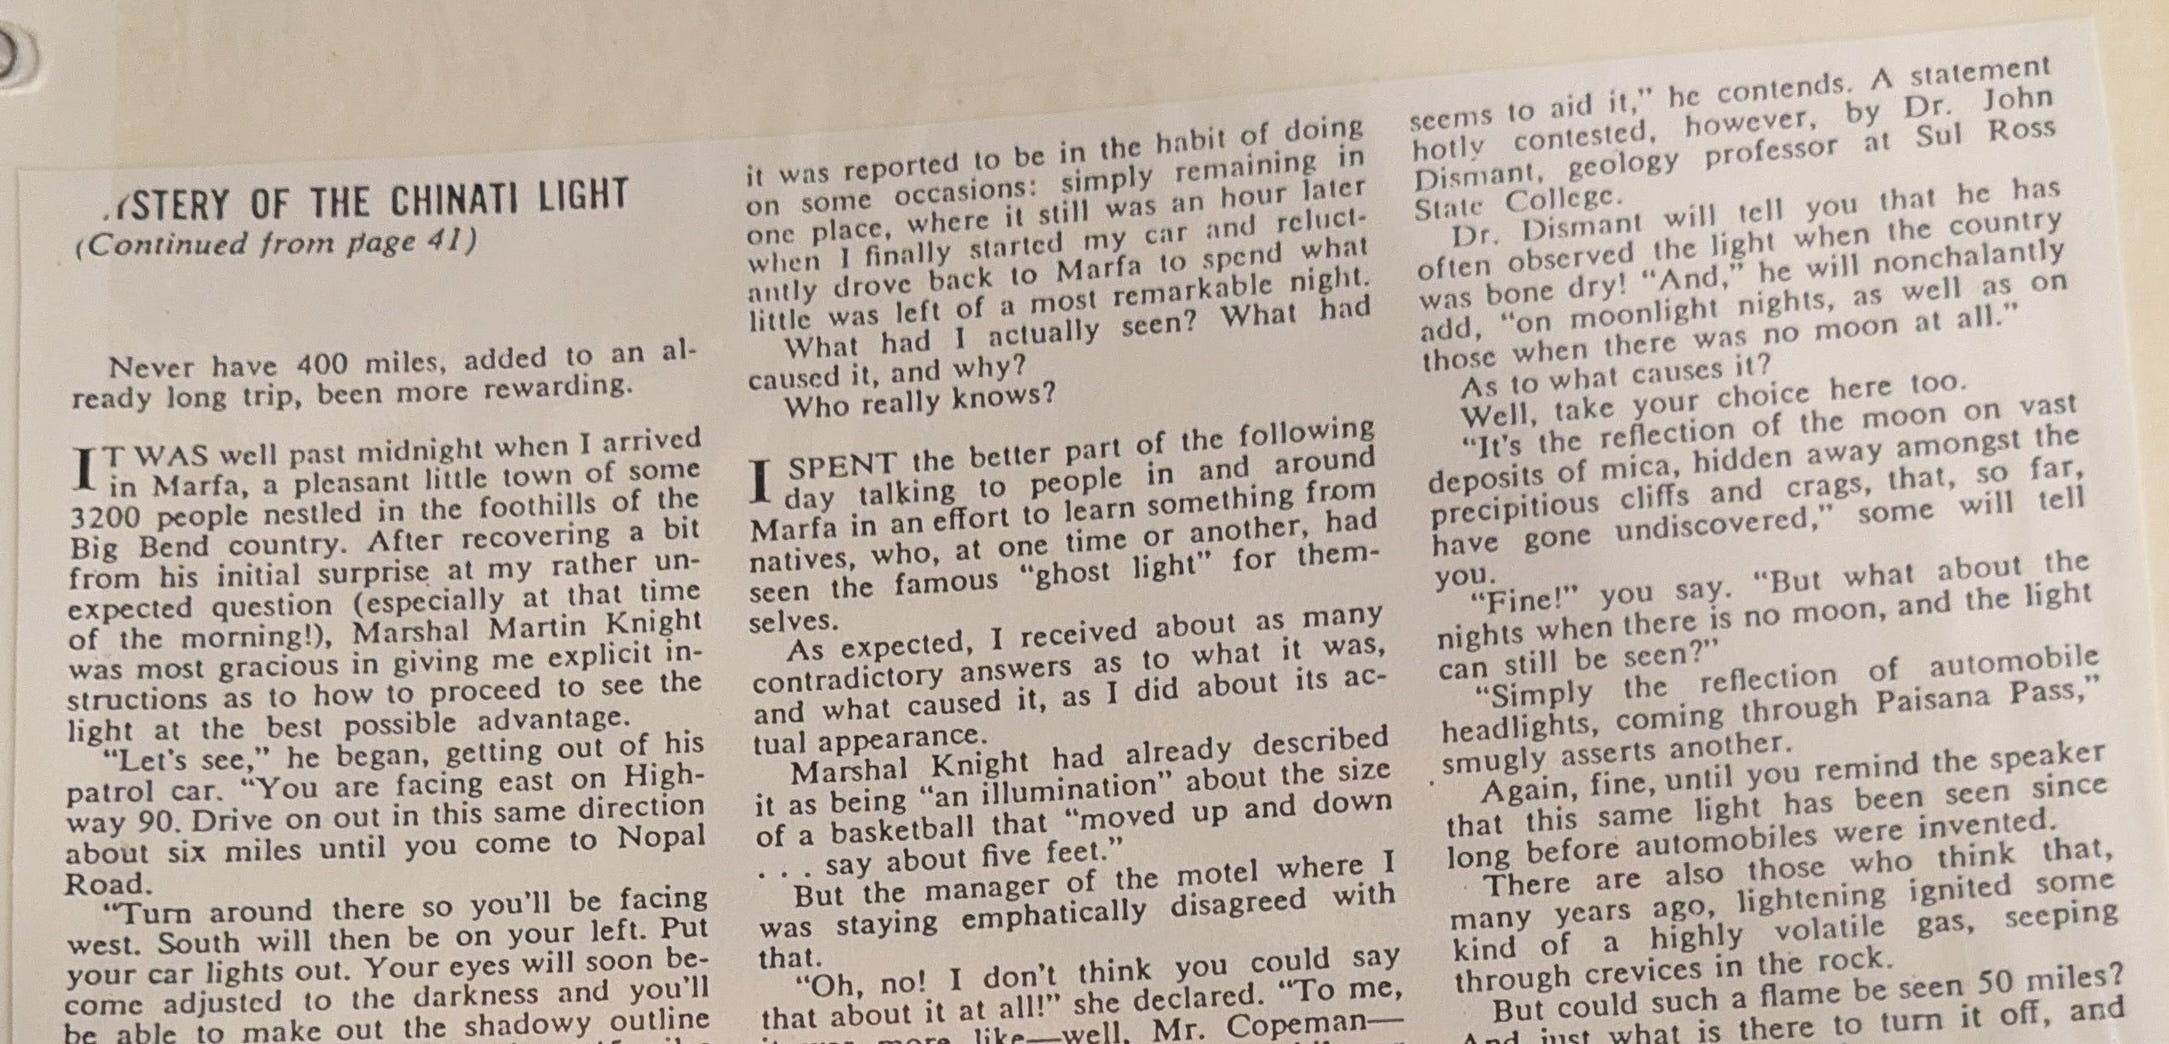 STERY OF THE CHINATI LIGHT
(Continued from page 41)
Never have 400 miles, added to an al-
ready long trip, been more rewarding.
IT WAS well past midnight when I arrived
in Marfa, a pleasant little town of some
3200 people nestled in the foothills of the
Big Bend country. After recovering a bit
from his initial surprise at my rather un-
expected question (especially at that time
of the morning!), Marshal Martin Knight
was most gracious in giving me explicit in-
structions as to how to proceed to see the
light at the best possible advantage.
"Let's see," he began, getting out of his
patrol car. "You are facing east on High-
way 90. Drive on out in this same direction
about six miles until you come to Nopal
Road.
"Turn around there so you'll be facing
west. South will then be on your left. Put
your car lights out. Your eyes will soon be-
come adjusted to the darkness and you'll
be able to make out the shadowy outline
it was reported to be in the habit of doing
on some occasions: simply remaining in
one place, where it still was an hour later
when I finally started my car and reluct-
antly drove back to Marfa to spend what
little was left of a most remarkable night.
What had I actually seen? What had
caused it, and why?
Who really knows?
I SPENT the better part of the following
day talking to people in and around
Marfa in an effort to learn something from
natives, who, at one time or another, had
seen the famous "ghost light" for them-
selves.
As expected, I received about as many
contradictory answers as to what it was,
and what caused it, as I did about its ac-
tual appearance.
Marshal Knight had already described
it as being "an illumination" about the size
of a basketball that "moved up and down
. . . say about five feet."
But the manager of the motel where I
was staying emphatically disagreed with
that.
"Oh, no! I don't think you could say
that about it at all!" she declared. "To me,
more like—well, Mr. Copeman—
seems to aid it," he contends. A statement
hotly contested, however, by Dr. John
Dismant, geology professor at Sul Ross
State College.
Dr. Dismant will tell you that he has
often observed the light when the country
was bone dry! "And," he will nonchalantly
add, "on moonlight nights, as well as on
those when there was no moon at all."
As to what causes it?
Well, take your choice here too.
"It's the reflection of the moon on vast
deposits of mica, hidden away amongst the
precipitious cliffs and crags, that, so far,
have gone undiscovered," some will tell
you.
"Fine!" you say. "But what about the
nights when there is no moon, and the light
can still be seen?"
"Simply the reflection of automobile
headlights, coming through Paisana Pass,"
smugly asserts another.
Again, fine, until you remind the speaker
that this same light has been seen since
long before automobiles were invented.
There are also those who think that,
many years ago, lightening ignited some
kind of a highly volatile gas, seeping
through crevices in the rock.
But could such a flame be seen 50 miles?
And just what is there to turn it off, and